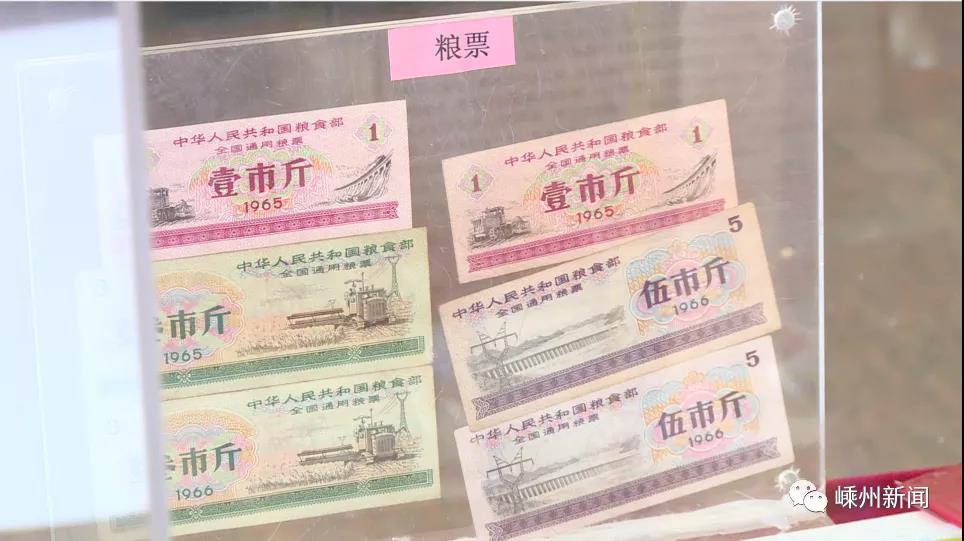 粮票
中华人民共和国粮食部
全国通用粮票
1
壹市斤
1965
中华人民共和国粮食部
全国通用粮票
市斤
1965
中华人民共和国粮食部
全国通用粮票
市斤
1966
中华人民共和国粮食部
全国通用粮票
1
1
壹市斤
1965
中华人民共和国粮食部
全国通用粮票
5
伍市斤
1966
中华人民共和国粮食部
全国通用粮票
5
伍市斤
1966
嵊州新闻